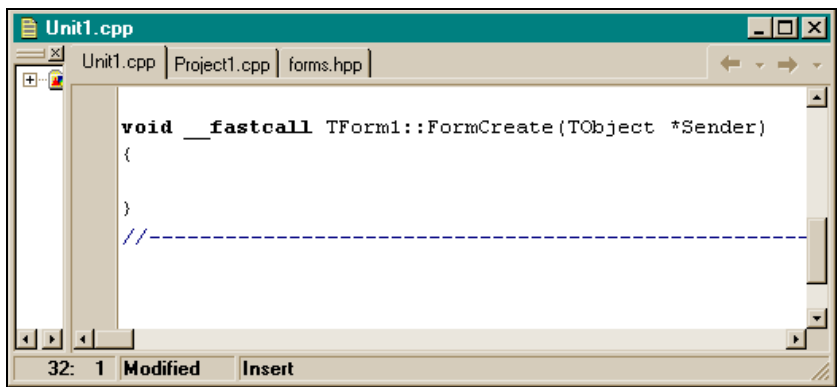 Unit1.cpp
Unit1.cpp Project1.cpp forms.hpp
void __fastcall TForm1::FormCreate(TObject *Sender)
{
}
//----------------------------------------------------
32: 1 Modified Insert